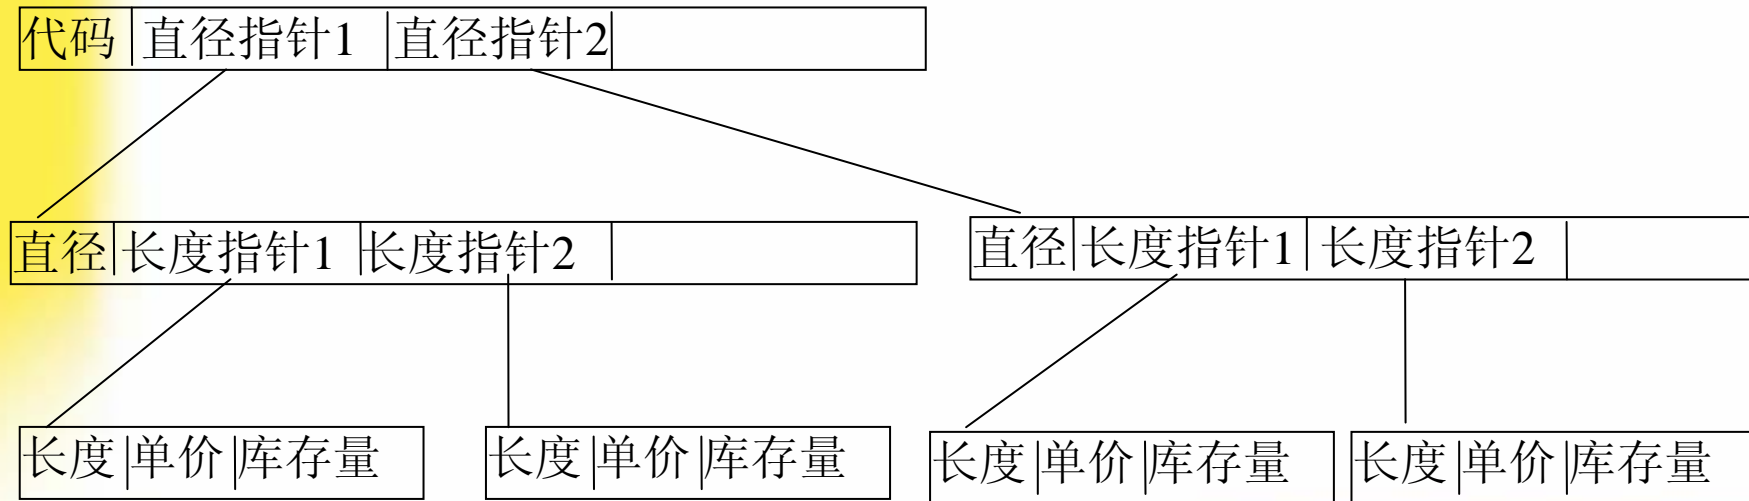 代码 直径指针1 直径指针2
直径 长度指针1 长度指针2 直径 长度指针1 长度指针2
长度 单价 库存量 长度 单价 库存量 长度 单价 库存量 长度 单价 库存量